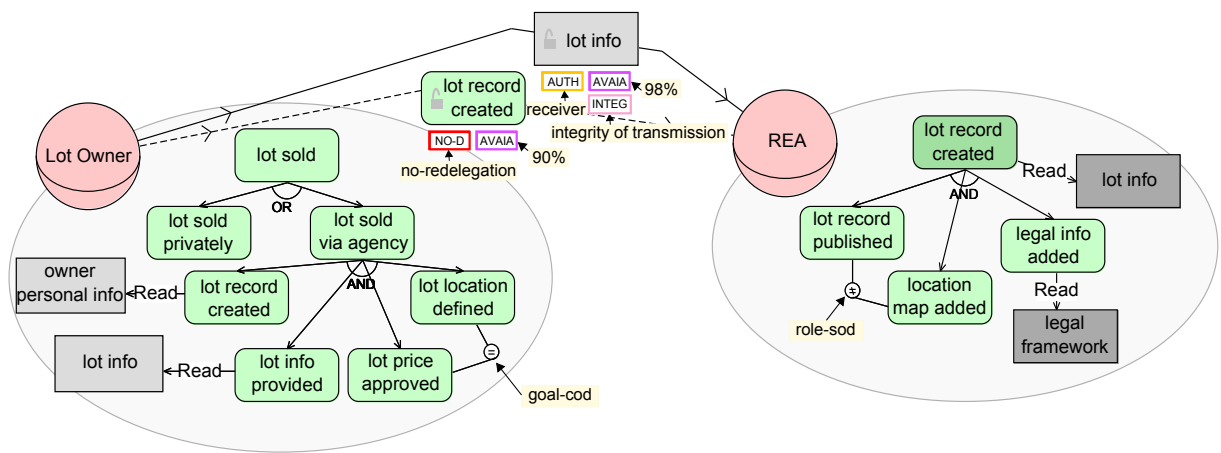 lot info
lot record
created
AUTH
AVAIA
98%
receiver
INTEG
integrity of transmission
NO-D
AVAIA
90%
no-redelegation
Lot Owner
lot sold
OR
lot sold
privately
lot sold
via agency
AND
owner
personal info
Read
lot record
created
lot location
defined
lot info
Read
lot info
provided
lot price
approved
=
goal-cod
REA
lot record
created
Read
lot info
AND
lot record
published
legal info
added
location
map added
≠
role-sod
Read
legal
framework